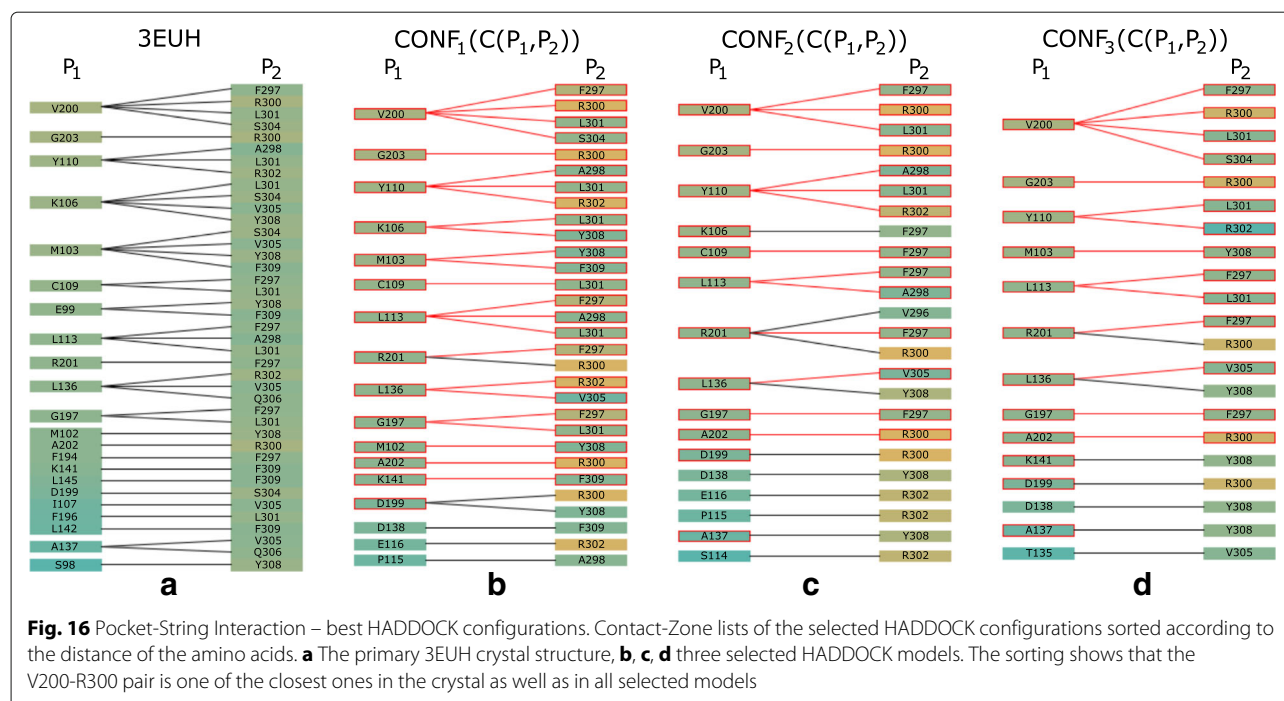 3EUH
P1 P2
V200 F297
R300
L301
S304
G203 R300
Y110 A298
L301
R302
K106 L301
S304
V305
Y308
M103 S304
V305
Y308
F309
C109 F297
L301
E99 Y308
F309
L113 F297
A298
L301
R201 F297
L136 R302
V305
Q306
G197 F297
L301
M102 Y308
A202 R300
F194 F297
K141 F309
L145 F309
D199 S304
I107 V305
F196 L301
L142 F309
A137 V305
Q306
S98 Y308
a
CONF1(C(P1,P2))
P1 P2
V200 F297
R300
L301
S304
G203 R300
Y110 A298
L301
R302
K106 L301
Y308
M103 Y308
F309
C109 L301
L113 F297
A298
L301
R201 F297
R300
L136 R302
V305
G197 F297
L301
M102 Y308
A202 R300
K141 F309
D199 R300
Y308
D138 F309
E116 R302
P115 A298
b
CONF2(C(P1,P2))
P1 P2
V200 F297
R300
L301
G203 R300
Y110 A298
L301
R302
K106 F297
C109 F297
L113 F297
A298
R201 V296
F297
R300
L136 V305
Y308
G197 F297
A202 R300
D199 R300
D138 Y308
E116 R302
P115 R302
A137 Y308
S114 R302
c
CONF3(C(P1,P2))
P1 P2
V200 F297
R300
L301
S304
G203 R300
Y110 L301
R302
M103 Y308
L113 F297
L301
R201 F297
R300
L136 V305
Y308
G197 F297
A202 R300
K141 Y308
D199 R300
D138 Y308
A137 Y308
T135 V305
d
Fig. 16 Pocket-String Interaction – best HADDOCK configurations. Contact-Zone lists of the selected HADDOCK configurations sorted according to
the distance of the amino acids. a The primary 3EUH crystal structure, b, c, d three selected HADDOCK models. The sorting shows that the
V200-R300 pair is one of the closest ones in the crystal as well as in all selected models